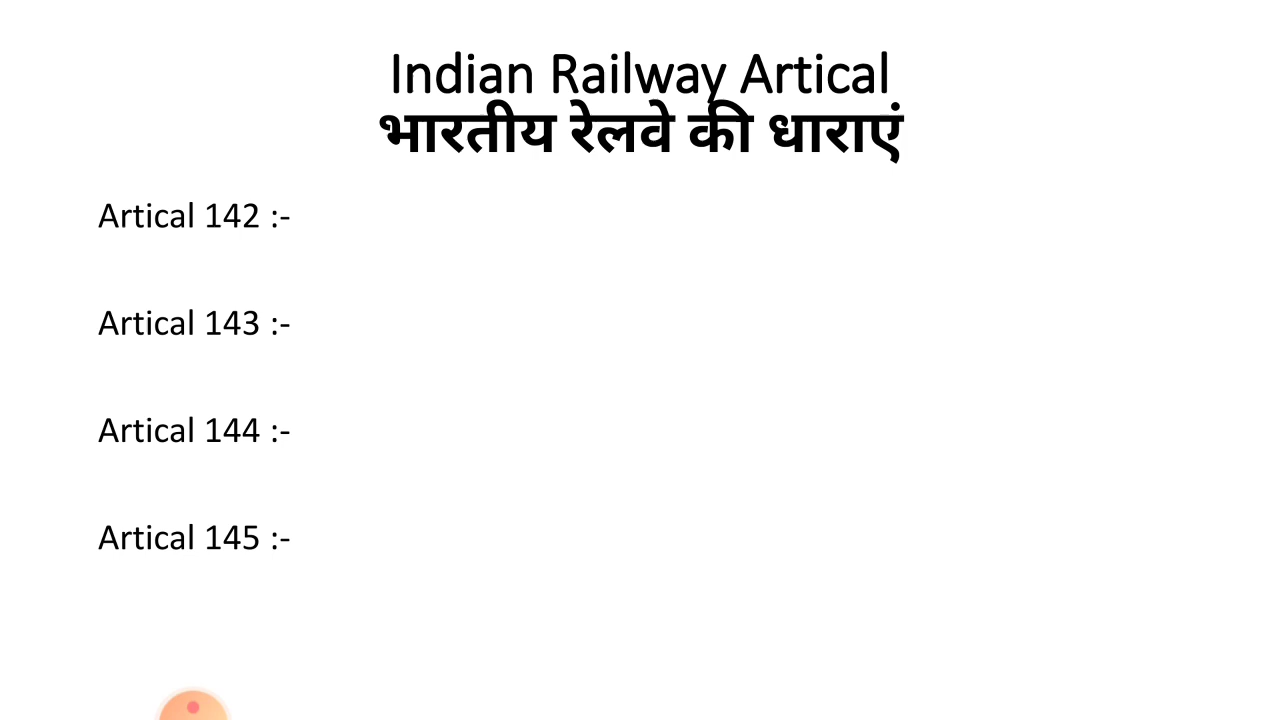 Indian Railway Artical
भारतीय रेलवे की धाराएं
Artical 142 :-
Artical 143 :-
Artical 144 :-
Artical 145 :-